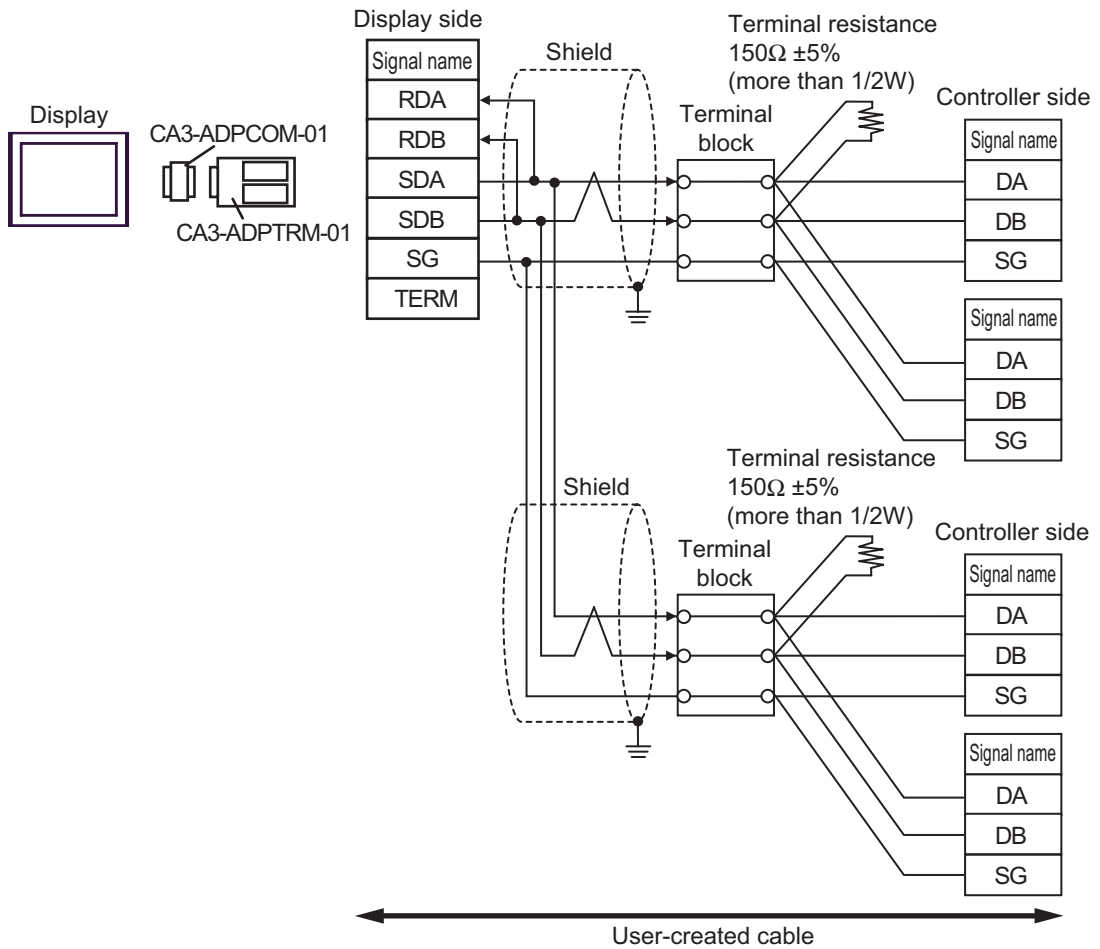 Display side
Signal name
RDA
RDB
SDA
SDB
SG
TERM
Display
CA3-ADPCOM-01
CA3-ADPTRM-01
Shield
Terminal resistance
150Ω ±5%
(more than 1/2W)
Terminal
block
Controller side
Signal name
DA
DB
SG
Signal name
DA
DB
SG
Shield
Terminal resistance
150Ω ±5%
(more than 1/2W)
Terminal
block
Controller side
Signal name
DA
DB
SG
Signal name
DA
DB
SG
User-created cable